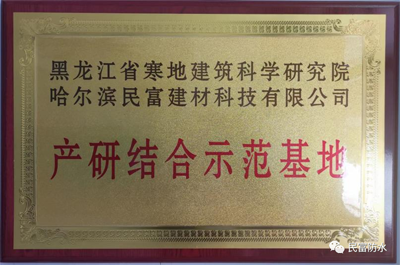 黑龙江省寒地建筑科学研究院
哈尔滨民富建材科技有限公司
产研结合示范基地
民富防水